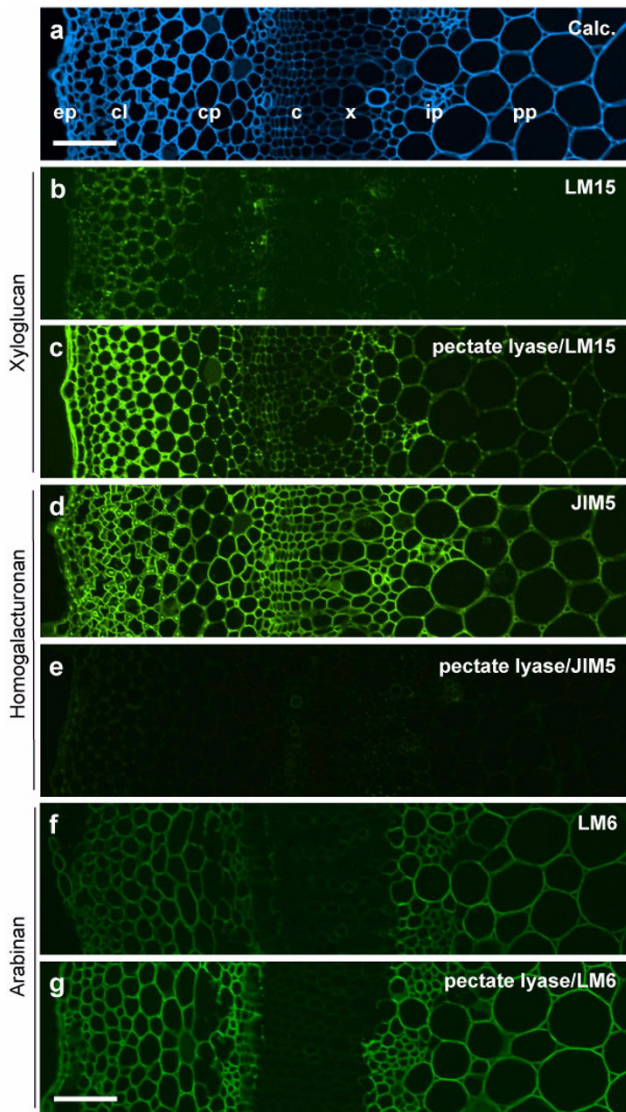 a
Calc.
ep cl cp c x ip pp
Xyloglucan
b
LM15
c
pectate lyase/LM15
Homogalacturonan
d
JIM5
e
pectate lyase/JIM5
Arabinan
f
LM6
g
pectate lyase/LM6